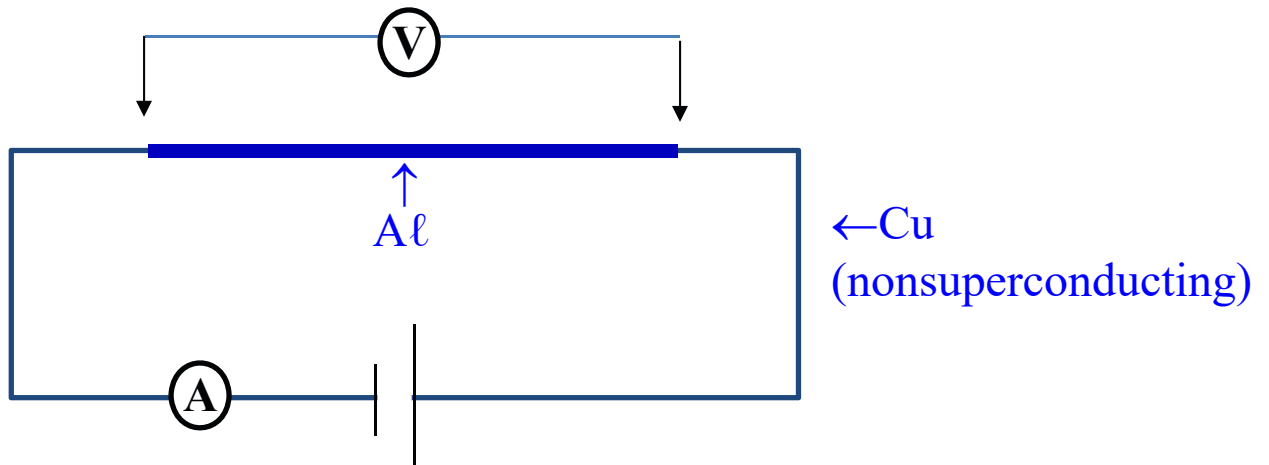 V
↑
Aℓ
←Cu
(nonsuperconducting)
A